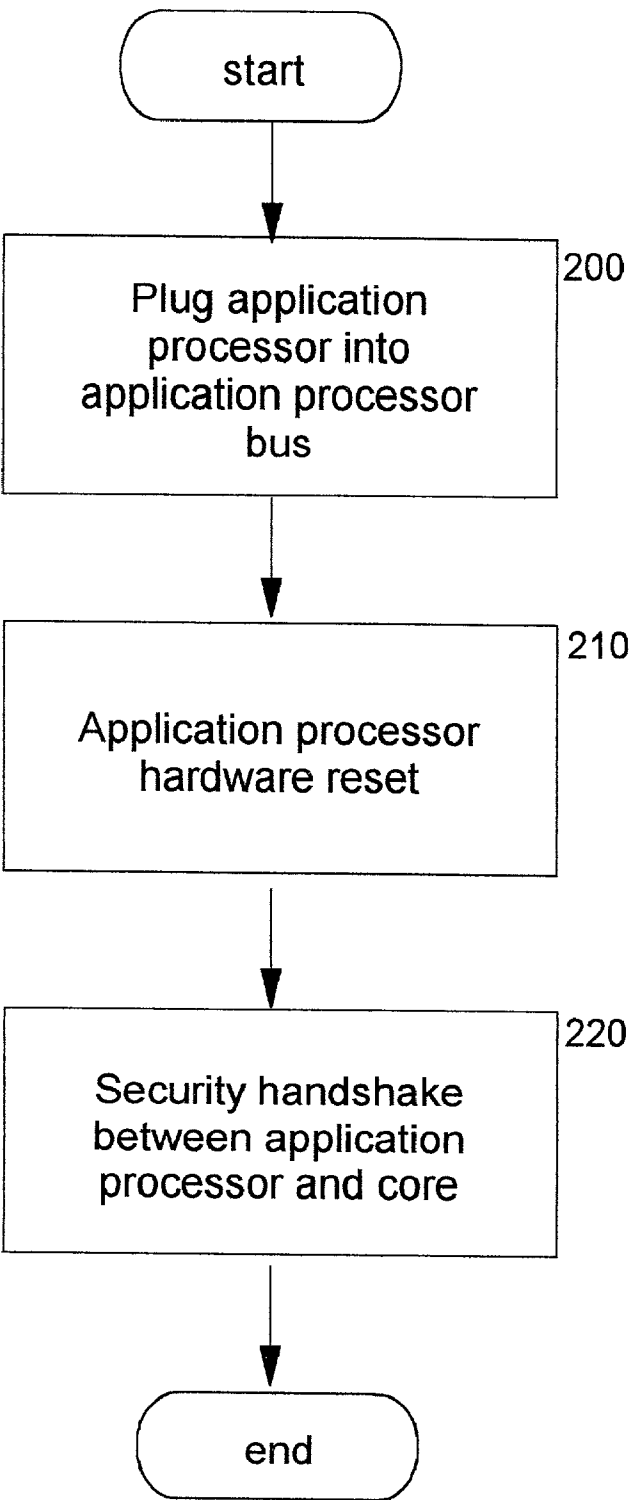 start
200
Plug application
processor into
application processor
bus
210
Application processor
hardware reset
220
Security handshake
between application
processor and core
end